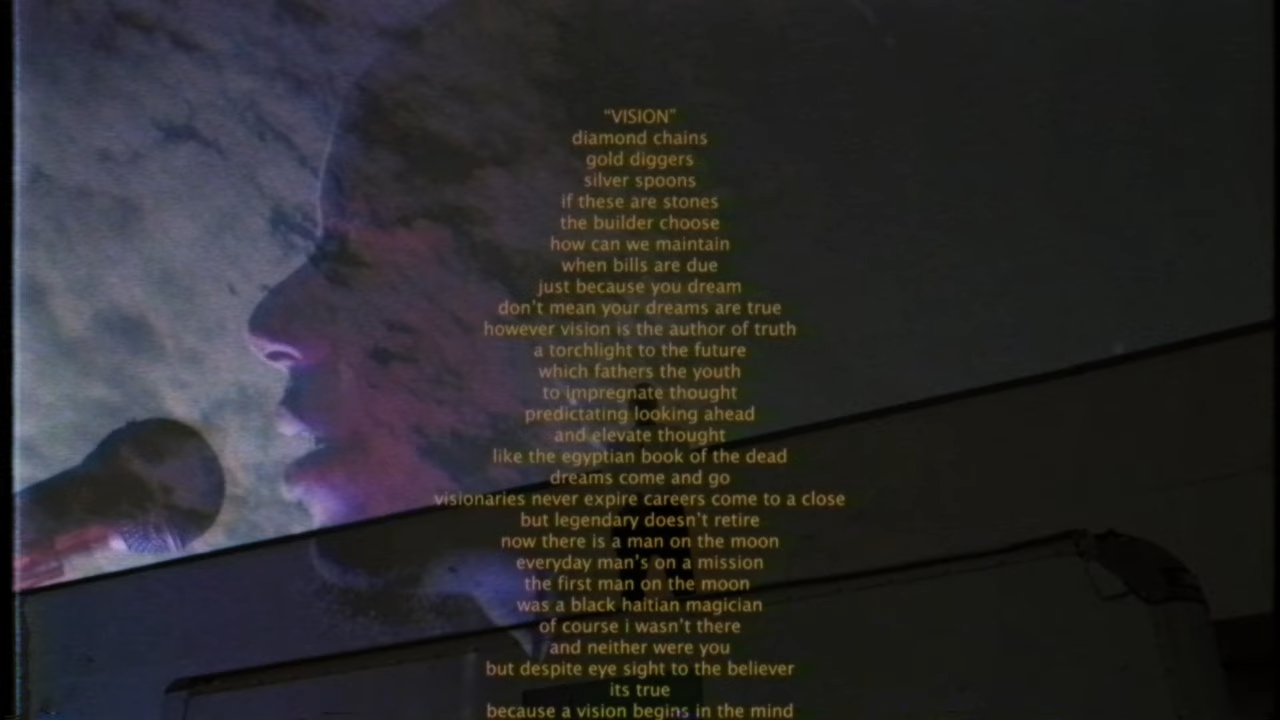 “VISION”
diamond chains
gold diggers
silver spoons
if these are stones
the builder choose
how can we maintain
when bills are due
just because you dream
don’t mean your dreams are true
however vision is the author of truth
a torchlight to the future
which fathers the youth
to impregnate thought
predictating looking ahead
and elevate thought
like the egyptian book of the dead
dreams come and go
visionaries never expire careers come to a close
but legendary doesn’t retire
now there is a man on the moon
everyday man’s on a mission
the first man on the moon
was a black haitian magician
of course i wasn’t there
and neither were you
but despite eye sight to the believer
its true
because a vision begins in the mind